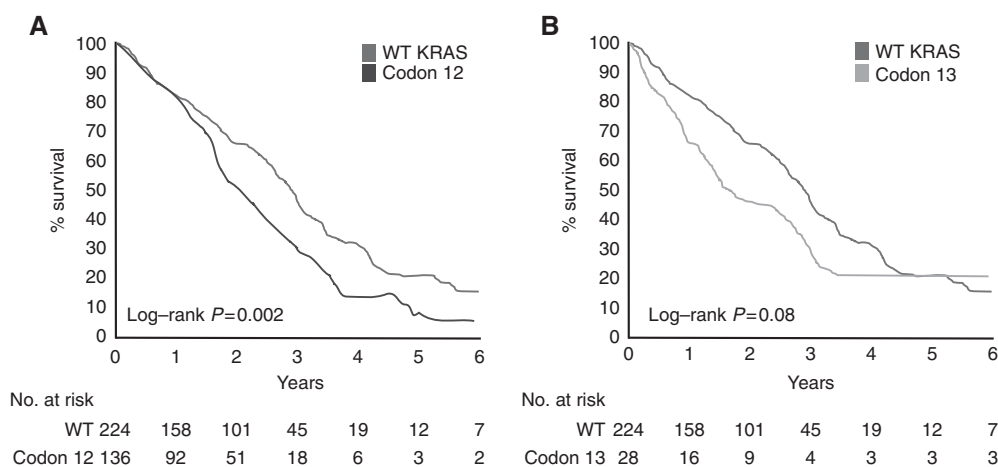 A
100
90
80
70
60
50
40
30
20
10
0
% survival
WT KRAS
Codon 12
Log–rank P=0.002
0 1 2 3 4 5 6
Years
No. at risk
WT 224 158 101 45 19 12 7
Codon 12 136 92 51 18 6 3 2
B
100
90
80
70
60
50
40
30
20
10
0
% survival
WT KRAS
Codon 13
Log–rank P=0.08
0 1 2 3 4 5 6
Years
No. at risk
WT 224 158 101 45 19 12 7
Codon 13 28 16 9 4 3 3 3